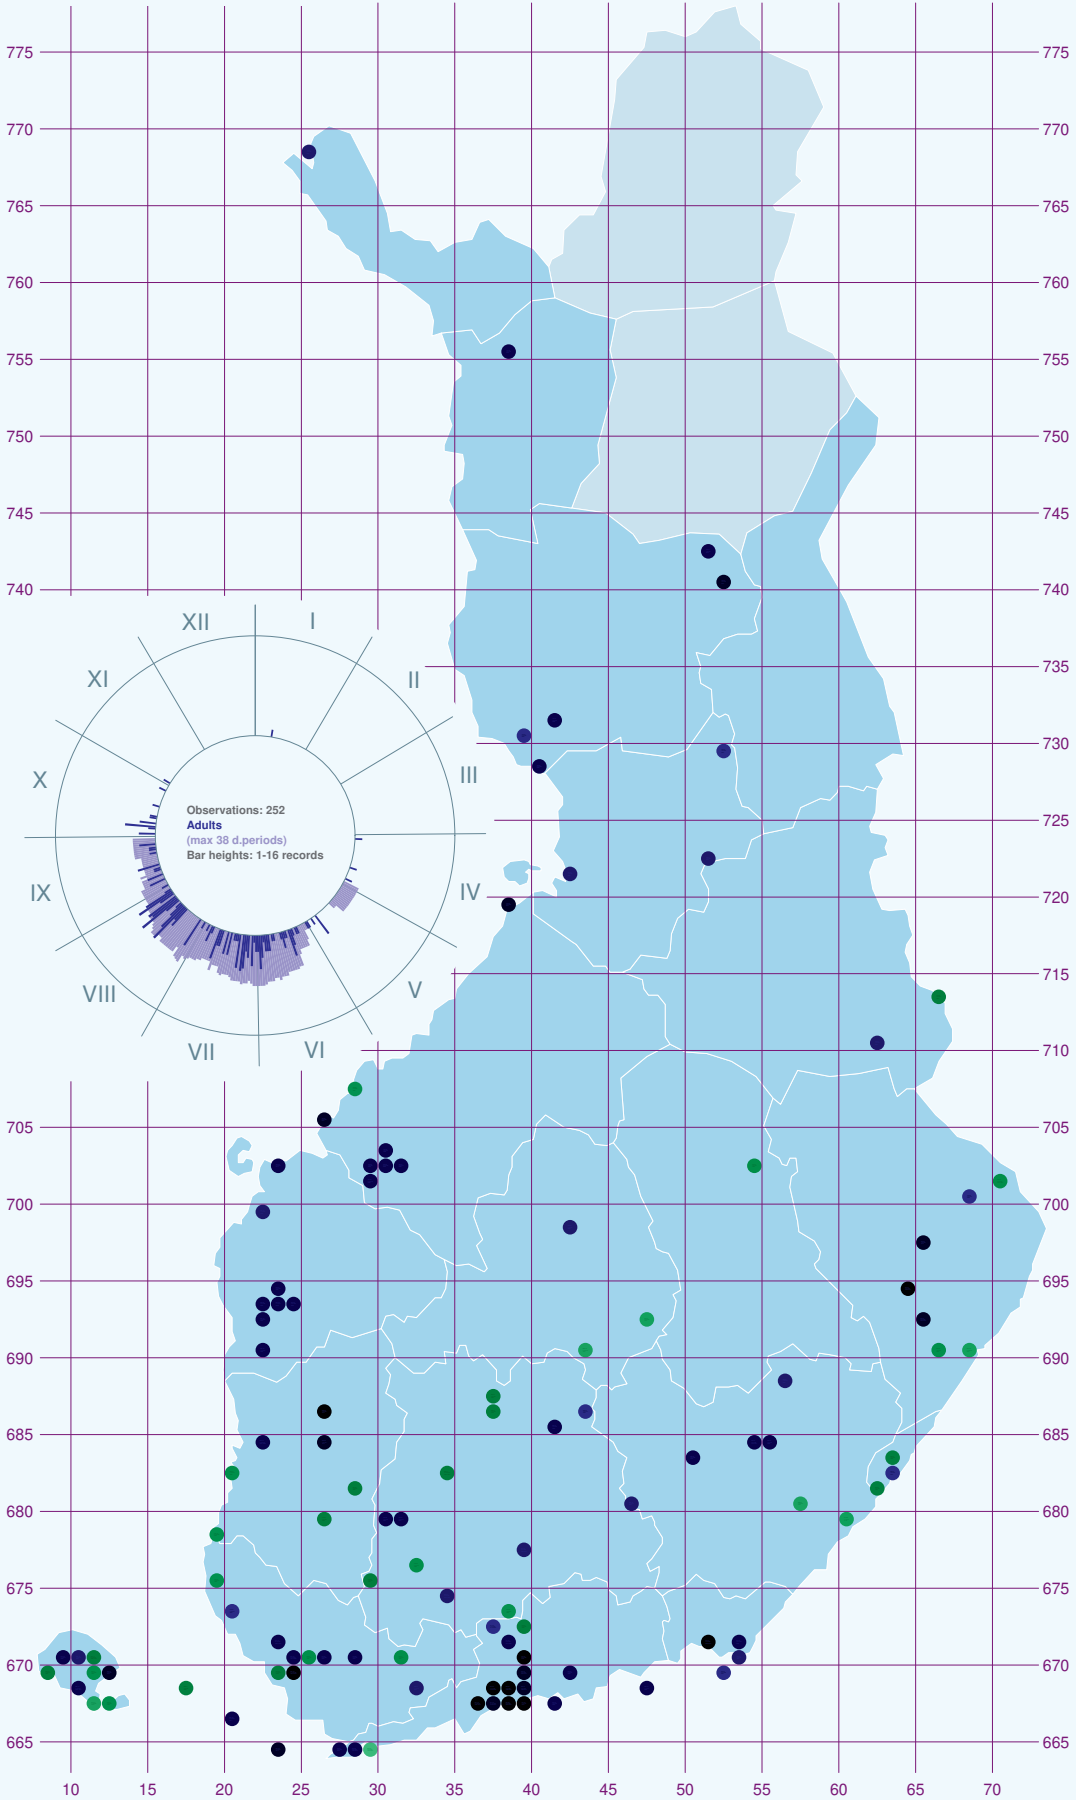 775 775
770 770
765 765
760 760
755 755
750 750
745 745
740 740
XII I
735
XI II
730
X III
Observations: 252
Adults
(max 38 d.periods)
Bar heights: 1-16 records
725
IX IV
720
VIII V
715
VII VI
710
705 705
700 700
695 695
690 690
685 685
680 680
675 675
670 670
665 665
10 15 20 25 30 35 40 45 50 55 60 65 70